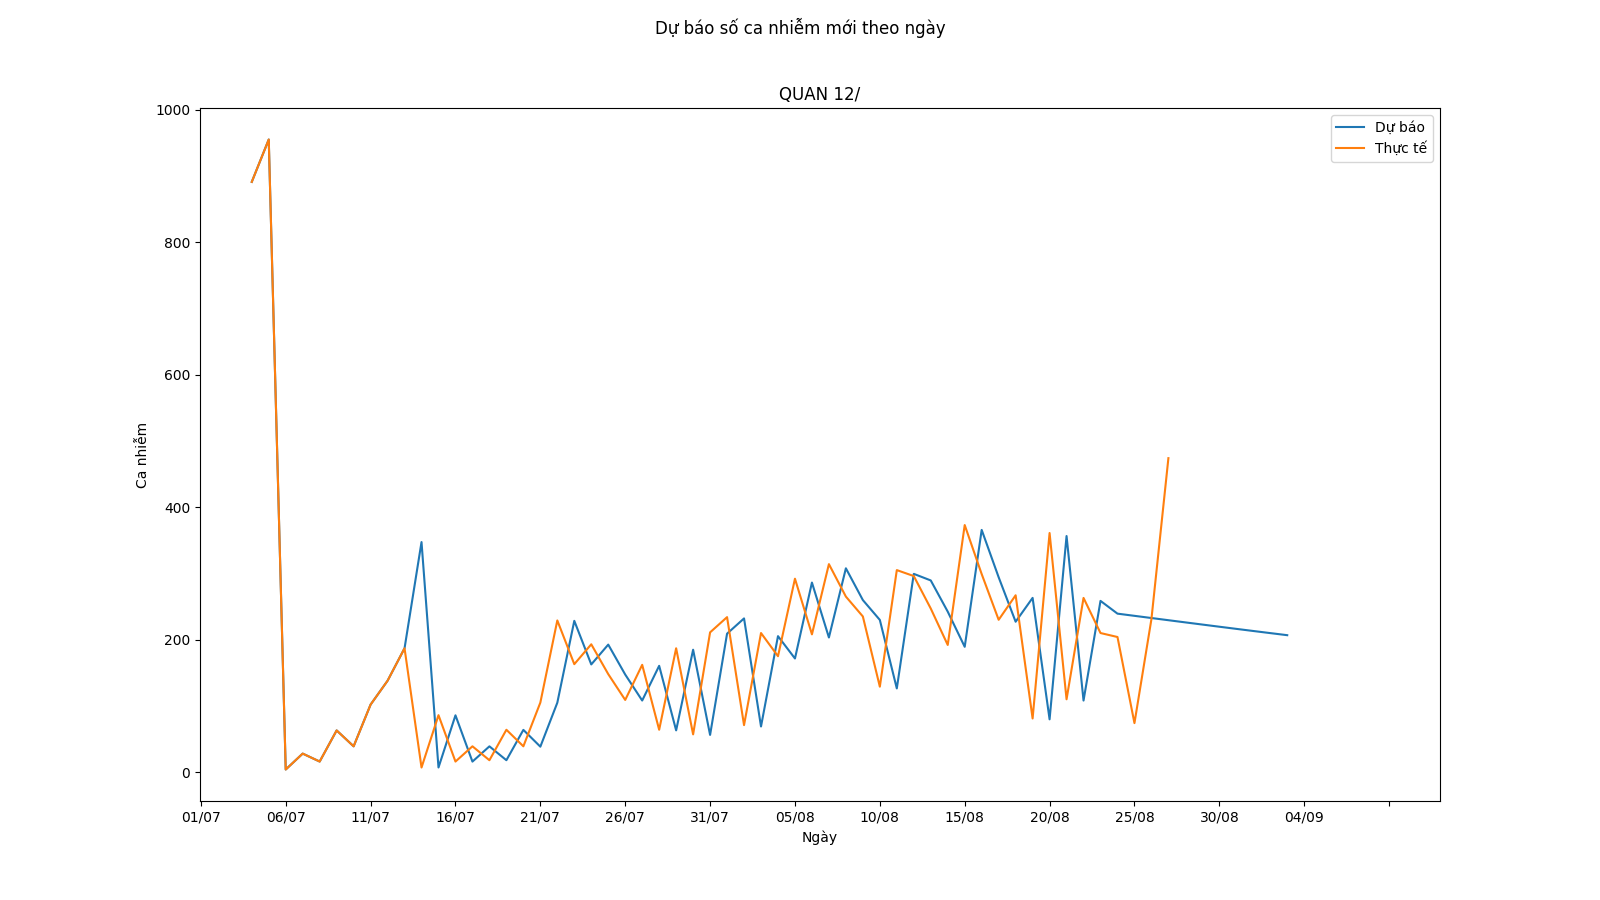 Dự báo số ca nhiễm mới theo ngày
QUAN 12/
Dự báo
Thực tế
1000
800
600
400
200
0
Ca nhiễm
01/07 06/07 11/07 16/07 21/07 26/07 31/07 05/08 10/08 15/08 20/08 25/08 30/08 04/09
Ngày